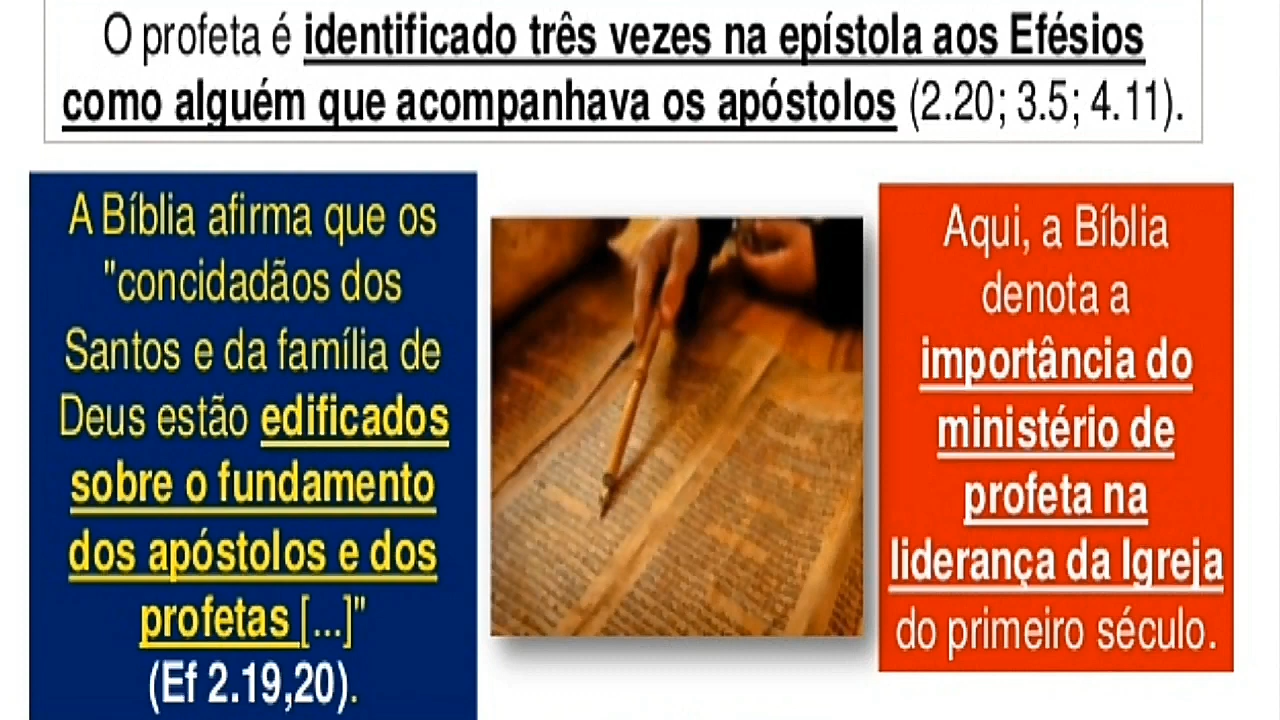 O profeta é identificado três vezes na epístola aos Efésios
como alguém que acompanhava os apóstolos (2.20; 3.5; 4.11).
A Bíblia afirma que os
"concidadãos dos
Santos e da família de
Deus estão edificados
sobre o fundamento
dos apóstolos e dos
profetas [...]"
(Ef 2.19,20).
Aqui, a Bíblia
denota a
importância do
ministério de
profeta na
liderança da Igreja
do primeiro século.